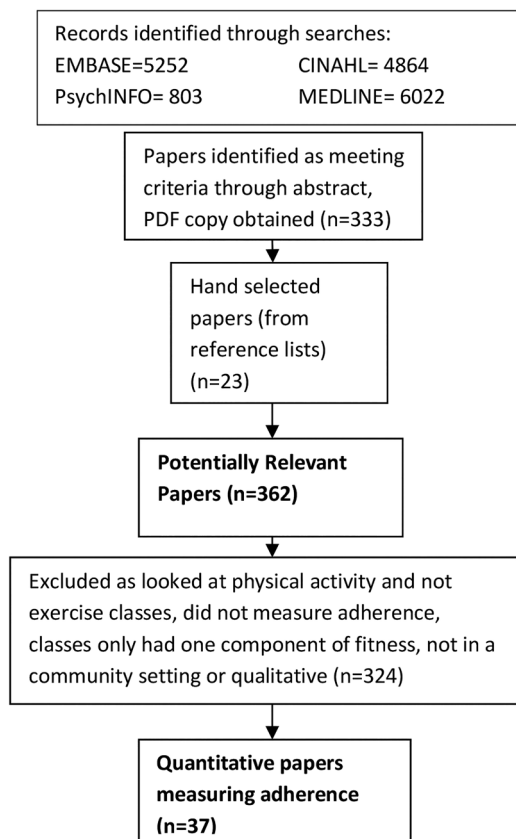 Records identified through searches:
EMBASE=5252 CINAHL= 4864
PsychINFO= 803 MEDLINE= 6022
Papers identified as meeting
criteria through abstract,
PDF copy obtained (n=333)
Hand selected
papers (from
reference lists)
(n=23)
Potentially Relevant
Papers (n=362)
Excluded as looked at physical activity and not
exercise classes, did not measure adherence,
classes only had one component of fitness, not in a
community setting or qualitative (n=324)
Quantitative papers
measuring adherence
(n=37)